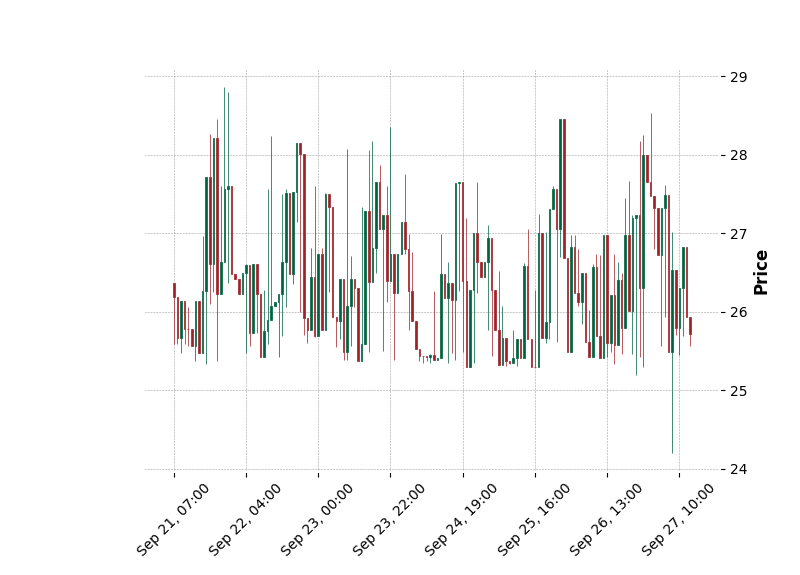 29
28
27
26
25
24
Price
Sep 21, 07:00
Sep 22, 04:00
Sep 23, 00:00
Sep 23, 22:00
Sep 24, 19:00
Sep 25, 16:00
Sep 26, 13:00
Sep 27, 10:00